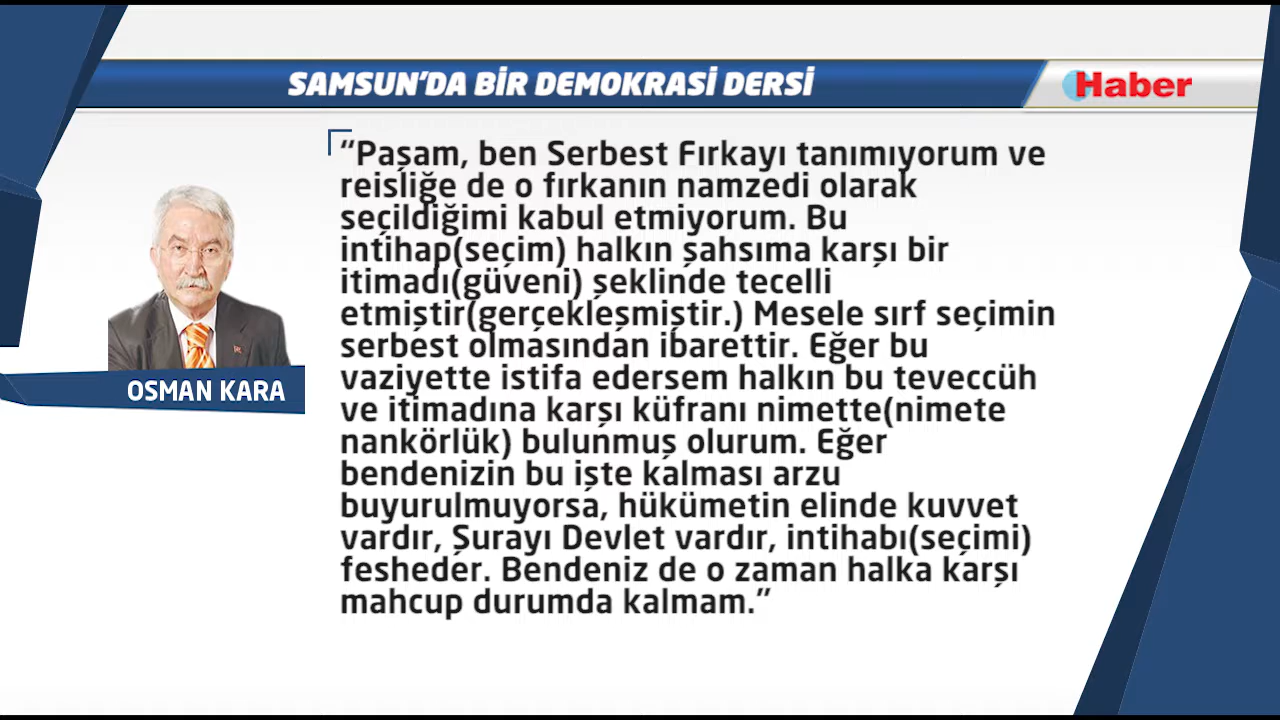 SAMSUN'DA BİR DEMOKRASİ DERSİ
Haber
“Paşam, ben Serbest Fırkayı tanımıyorum ve
reisliğe de o fırkanın namzedi olarak
seçildiğimi kabul etmiyorum. Bu
intihap(seçim) halkın şahsıma karşı bir
itimadı(güveni) şeklinde tecelli
etmiştir(gerçekleşmiştir.) Mesele sırf seçimin
serbest olmasından ibarettir. Eğer bu
vaziyette istifa edersem halkın bu teveccüh
ve itimadına karşı küfranı nimette(nimete
nankörlük) bulunmuş olurum. Eğer
bendenizin bu işte kalması arzu
buyurulmuyorsa, hükümetin elinde kuvvet
vardır, Şurayı Devlet vardır, intihabı(seçimi)
fesheder. Bendeniz de o zaman halka karşı
mahcup durumda kalmam.”
OSMAN KARA